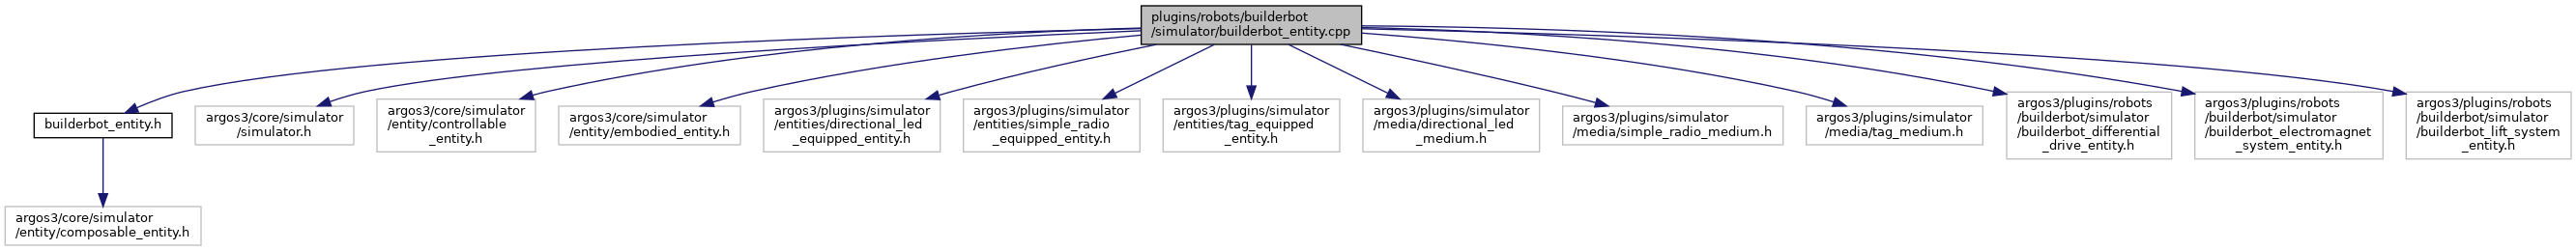 plugins/robots/builderbot
/simulator/builderbot_entity.cpp
builderbot_entity.h
argos3/core/simulator
/simulator.h
argos3/core/simulator
/entity/controllable
_entity.h
argos3/core/simulator
/entity/embodied_entity.h
argos3/plugins/simulator
/entities/directional_led
_equipped_entity.h
argos3/plugins/simulator
/entities/simple_radio
_equipped_entity.h
argos3/plugins/simulator
/entities/tag_equipped
_entity.h
argos3/plugins/simulator
/media/directional_led
_medium.h
argos3/plugins/simulator
/media/simple_radio_medium.h
argos3/plugins/simulator
/media/tag_medium.h
argos3/plugins/robots
/builderbot/simulator
/builderbot_differential
_drive_entity.h
argos3/plugins/robots
/builderbot/simulator
/builderbot_electromagnet
_system_entity.h
argos3/plugins/robots
/builderbot/simulator
/builderbot_lift_system
_entity.h
argos3/core/simulator
/entity/composable_entity.h